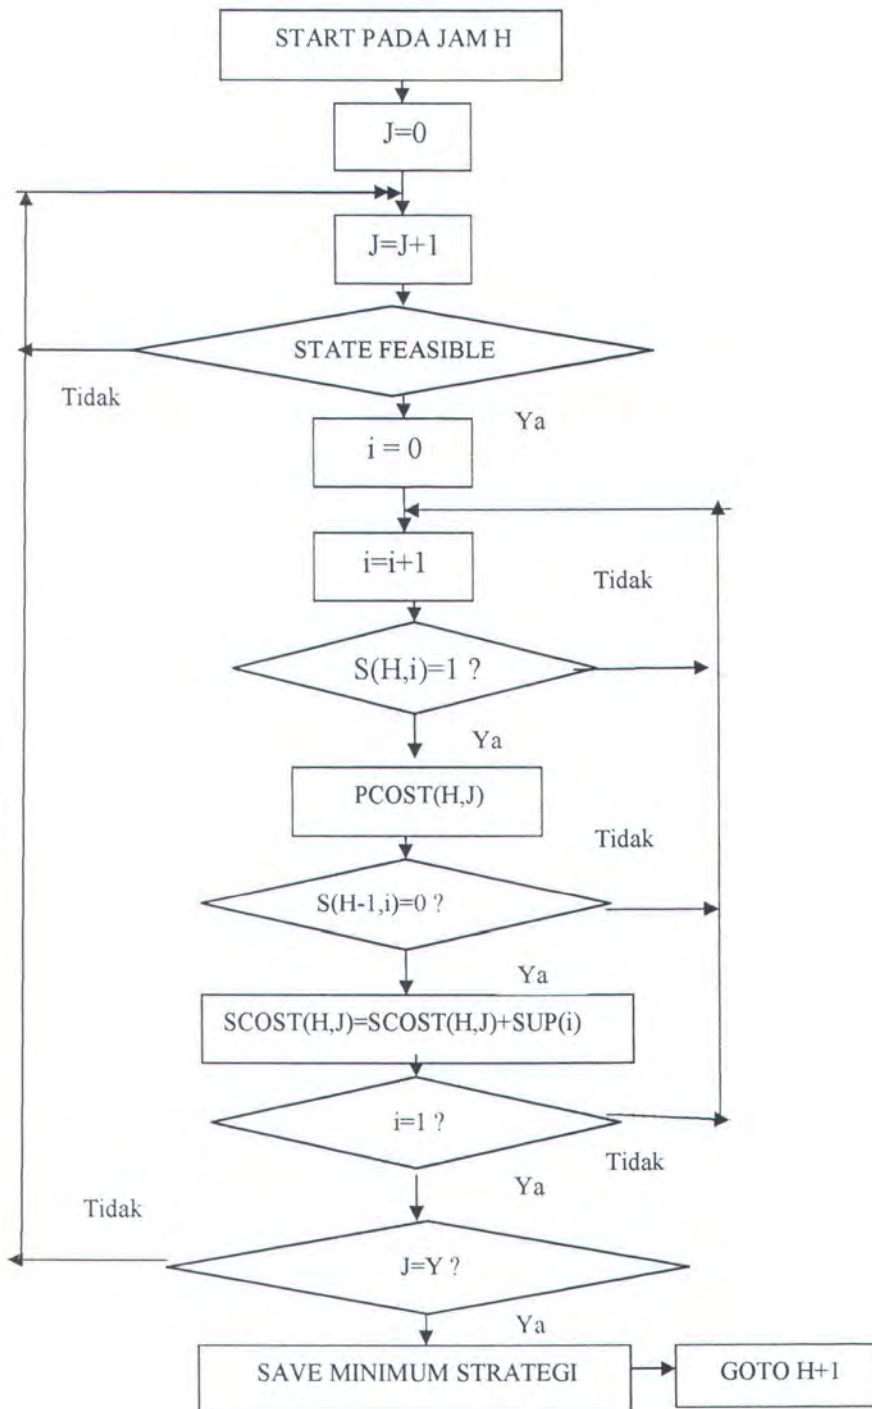 START PADA JAM H
J=0
J=J+1
STATE FEASIBLE
Tidak
Ya
i = 0
i=i+1
Tidak
S(H,i)=1 ?
Ya
PCOST(H,J)
Tidak
S(H-1,i)=0 ?
Ya
SCOST(H,J)=SCOST(H,J)+SUP(i)
i=1 ?
Tidak
Ya
Tidak
J=Y ?
Ya
SAVE MINIMUM STRATEGI
GOTO H+1